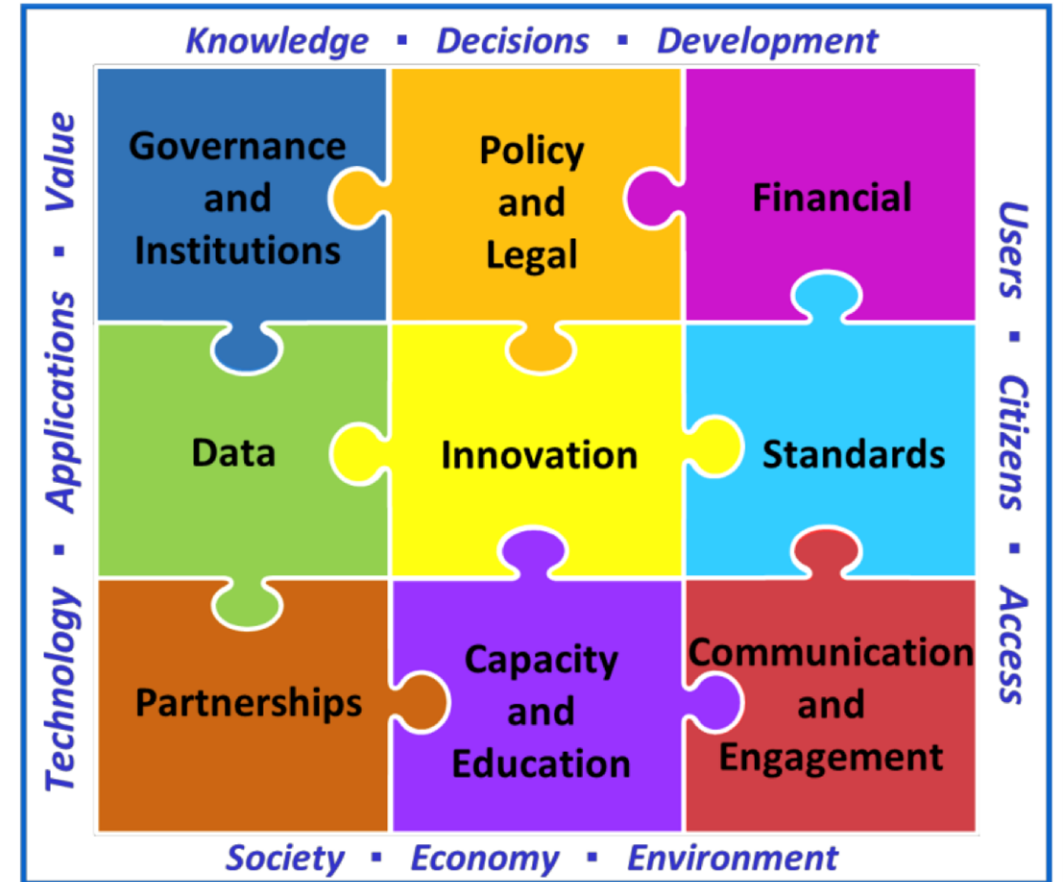 Knowledge ▪ Decisions ▪ Development
Technology ▪ Applications ▪ Value
Governance
and
Institutions
Policy
and
Legal
Financial
Data
Innovation
Standards
Partnerships
Capacity
and
Education
Communication
and
Engagement
Users ▪ Citizens ▪ Access
Society ▪ Economy ▪ Environment